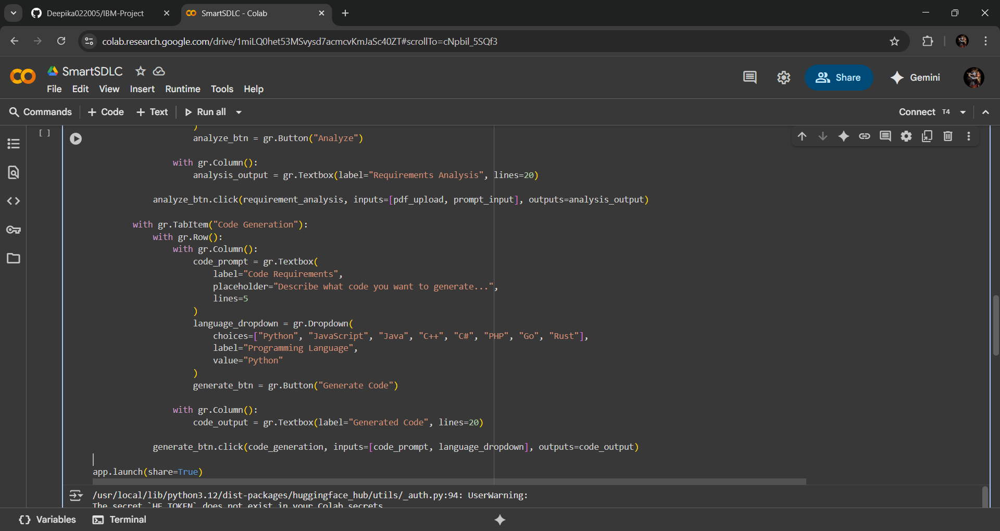 Deepika022005/IBM-Project
SmartSDLC - Colab
colab.research.google.com/drive/1miLQ0het53MSvysd7acmcvKmJaSc40ZT#scrollTo=cNpbil_5SQf3
SmartSDLC
File Edit View Insert Runtime Tools Help
Share
Gemini
Commands + Code + Text Run all
Connect T4
[ ]
)
analyze_btn = gr.Button("Analyze")
with gr.Column():
analysis_output = gr.Textbox(label="Requirements Analysis", lines=20)
analyze_btn.click(requirement_analysis, inputs=[pdf_upload, prompt_input], outputs=analysis_output)
with gr.TabItem("Code Generation"):
with gr.Row():
with gr.Column():
code_prompt = gr.Textbox(
label="Code Requirements",
placeholder="Describe what code you want to generate...",
lines=5
)
language_dropdown = gr.Dropdown(
choices=["Python", "JavaScript", "Java", "C++", "C#", "PHP", "Go", "Rust"],
label="Programming Language",
value="Python"
)
generate_btn = gr.Button("Generate Code")
with gr.Column():
code_output = gr.Textbox(label="Generated Code", lines=20)
generate_btn.click(code_generation, inputs=[code_prompt, language_dropdown], outputs=code_output)
app.launch(share=True)
/usr/local/lib/python3.12/dist-packages/huggingface_hub/utils/_auth.py:94: UserWarning:
The secret `HF_TOKEN` does not exist in your Colab secrets.
Variables
Terminal